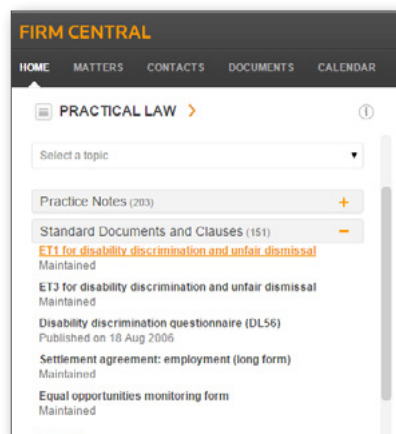 FIRM CENTRAL
HOME MATTERS CONTACTS DOCUMENTS CALENDAR
PRACTICAL LAW >
i
Select a topic
Practice Notes (203) +
Standard Documents and Clauses (151) −
ET1 for disability discrimination and unfair dismissal
Maintained
ET3 for disability discrimination and unfair dismissal
Maintained
Disability discrimination questionnaire (DL56)
Published on 18 Aug 2006
Settlement agreement: employment (long form)
Maintained
Equal opportunities monitoring form
Maintained